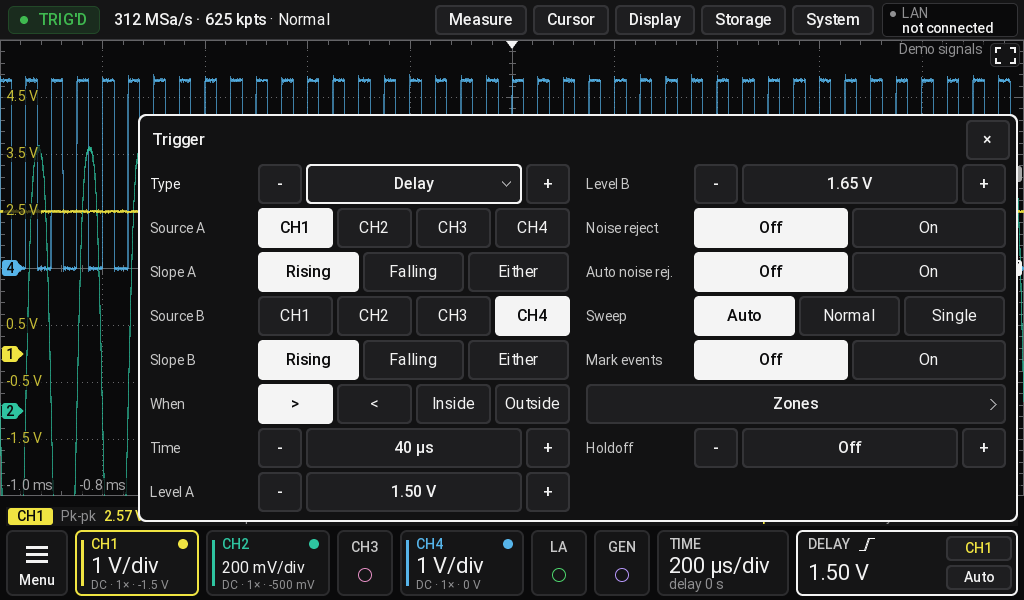 TRIG'D 312 MSa/s · 625 kpts · Normal Measure Cursor Display Storage System LAN
not connected
Demo signals
4.5 V
3.5 V
2.5 V
4
0.5 V
1
-0.5 V
2
-1.5 V
-1.0 ms -0.8 ms
Trigger ×
Type - Delay + Level B - 1.65 V +
Source A CH1 CH2 CH3 CH4 Noise reject Off On
Slope A Rising Falling Either Auto noise rej. Off On
Source B CH1 CH2 CH3 CH4 Sweep Auto Normal Single
Slope B Rising Falling Either Mark events Off On
When > < Inside Outside Zones
Time - 40 µs + Holdoff - Off +
Level A - 1.50 V +
CH1 Pk-pk 2.57
Menu
CH1
1 V/div
DC · 1× · -1.5 V
CH2
200 mV/div
DC · 1× · -500 mV
CH3
CH4
1 V/div
DC · 1× · 0 V
LA
GEN
TIME
200 µs/div
delay 0 s
DELAY CH1
1.50 V Auto